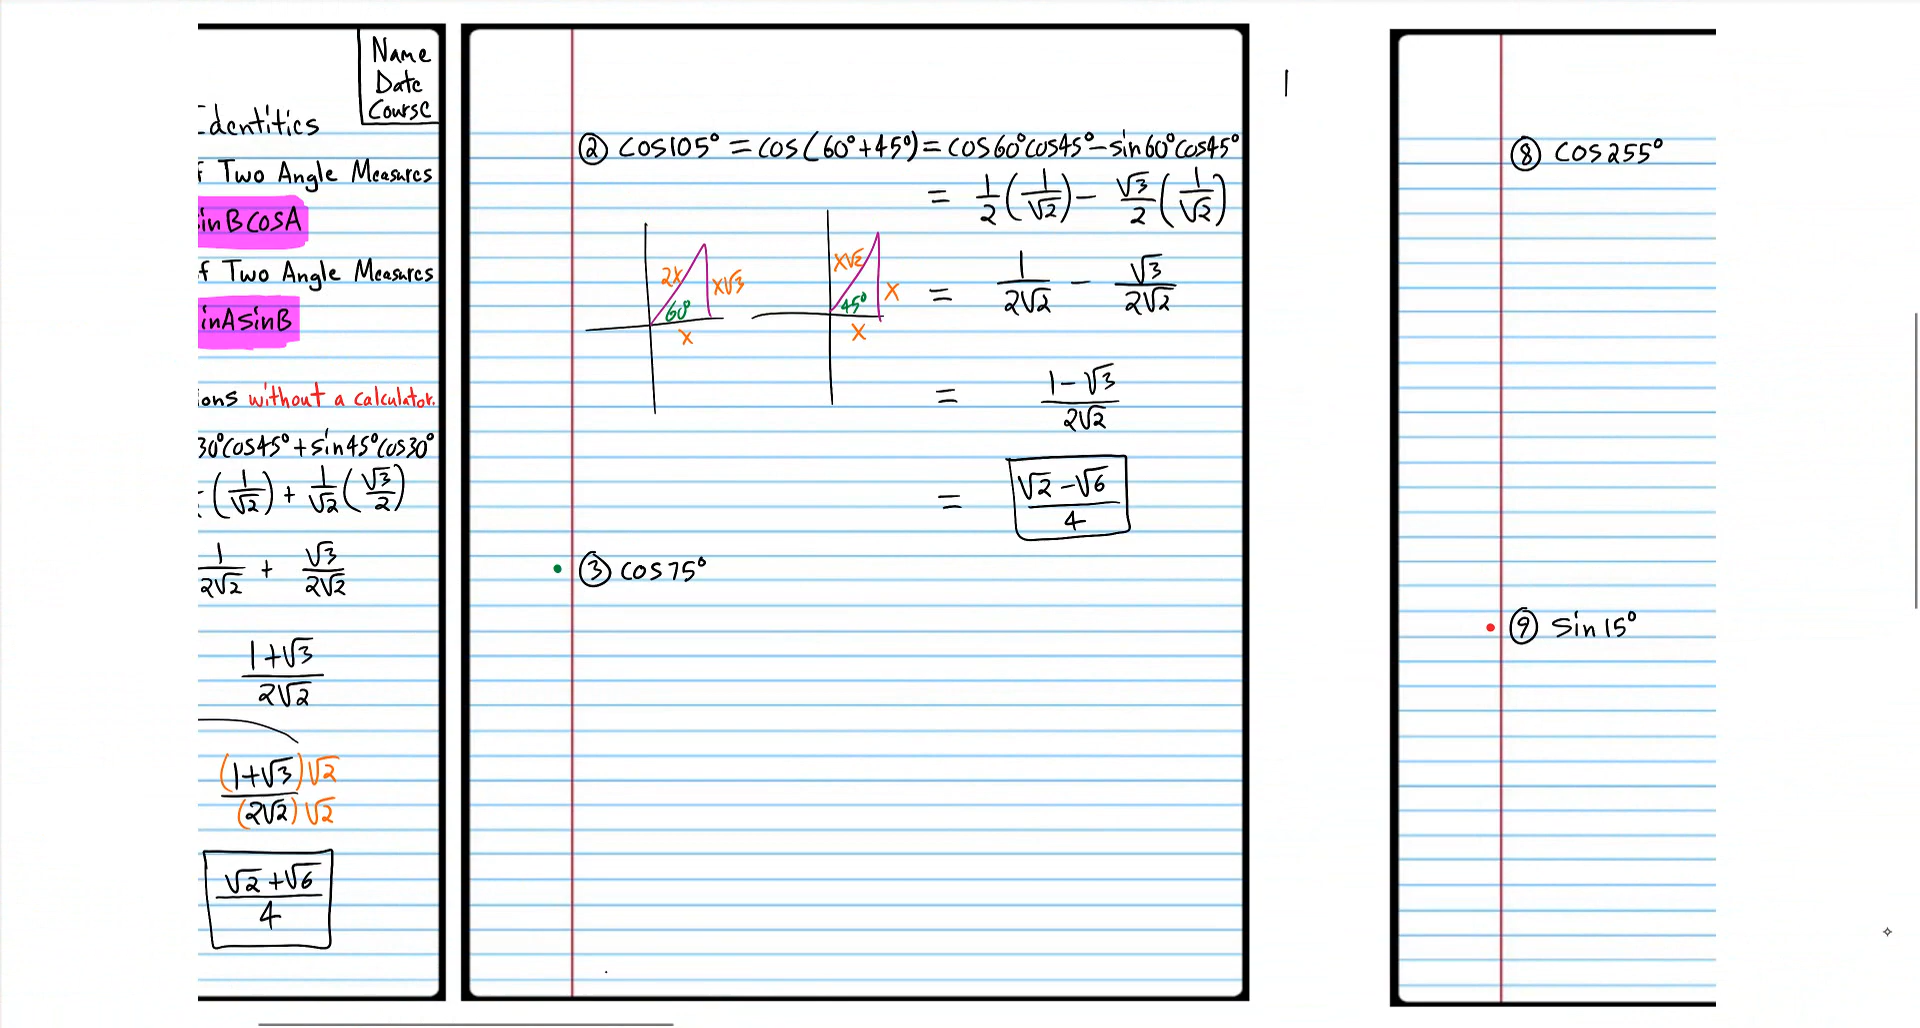 Name
Date
Course
Identities
f Two Angle Measures
sinBcosA
f Two Angle Measures
sinAsinB
ions without a calculator.
30°cos45°+sin45°cos30°
(1/√2) + 1/√2(√3/2)
1/2√2 + √3/2√2
1+√3/2√2
(1+√3)√2/(2√2)√2
√2+√6/4
② cos105° = cos(60°+45°) = cos60°cos45°-sin60°cos45°
= 1/2(1/√2) - √3/2(1/√2)
2x x√3 60° x
x√2 x 45° x
= 1/2√2 - √3/2√2
= 1-√3/2√2
= √2-√6/4
③ cos75°
⑧ cos255°
⑨ sin15°